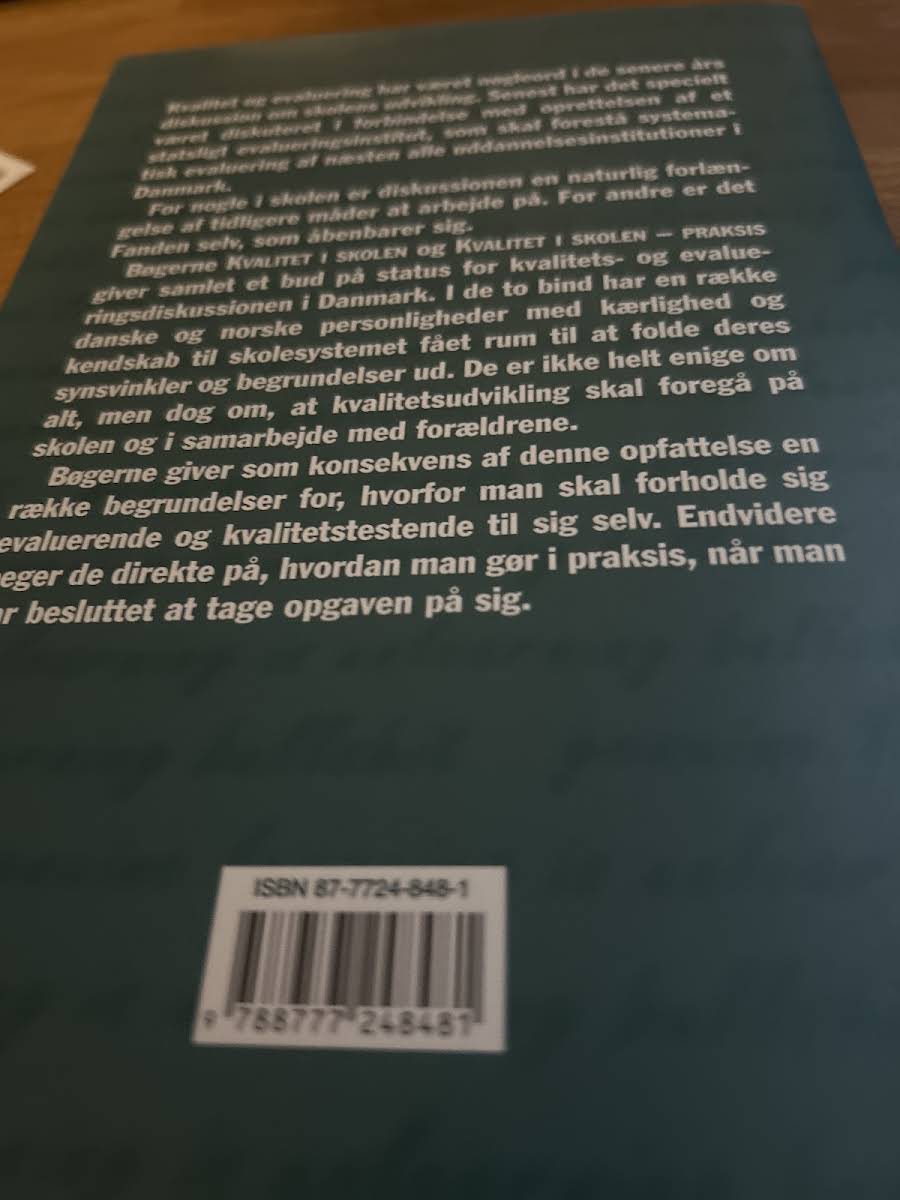 Kvalitet og evaluering har været nøgleord i de senere års
diskussion om skolens udvikling. Senest har det specielt
været diskuteret i forbindelse med oprettelsen af et
statsligt evalueringsinstitut, som skal forestå systema-
tisk evaluering af næsten alle uddannelsesinstitutioner i
Danmark.
For nogle i skolen er diskussionen en naturlig forlæn-
gelse af tidligere måder at arbejde på. For andre er det
Fanden selv, som åbenbarer sig.
Bøgerne KVALITET I SKOLEN OG KVALITET I SKOLEN – PRAKSIS
giver samlet et bud på status for kvalitets- og evalue-
ringsdiskussionen i Danmark. I de to bind har en række
danske og norske personligheder med kærlighed og
kendskab til skolesystemet fået rum til at folde deres
synsvinkler og begrundelser ud. De er ikke helt enige om
alt, men dog om, at kvalitetsudvikling skal foregå på
skolen og i samarbejde med forældrene.
Bøgerne giver som konsekvens af denne opfattelse en
række begrundelser for, hvorfor man skal forholde sig
evaluerende og kvalitetstestende til sig selv. Endvidere
eger de direkte på, hvordan man gør i praksis, når man
r besluttet at tage opgaven på sig.
ISBN 87-7724-848-1
9 788777 248481